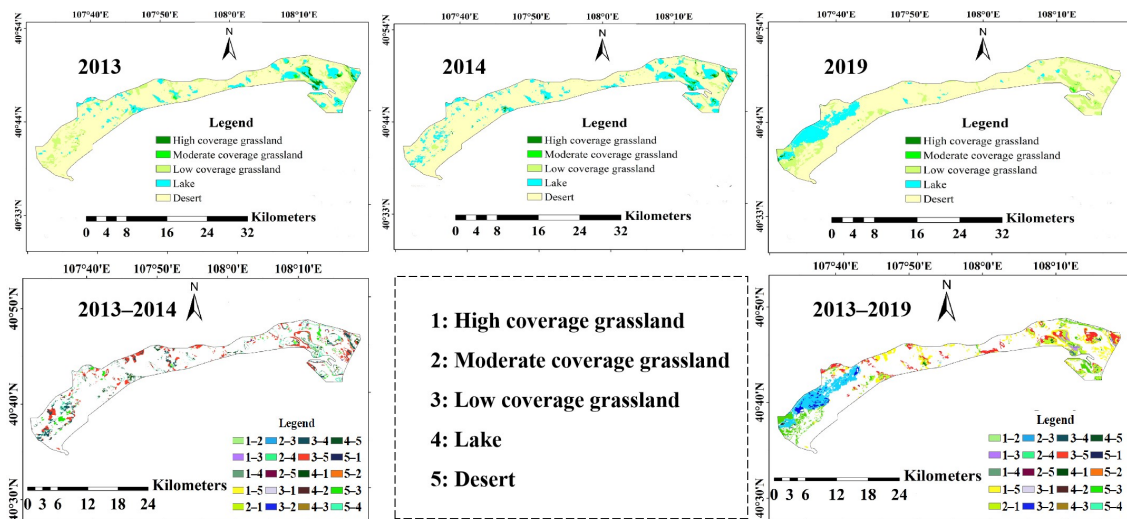 107°40'E 107°50'E 108°0'E 108°10'E
40°54'N
40°44'N
40°33'N
N
2013
Legend
High coverage grassland
Moderate coverage grassland
Low coverage grassland
Lake
Desert
Kilometers
0 4 8 16 24 32
107°40'E 107°50'E 108°0'E 108°10'E
40°54'N
40°44'N
40°33'N
N
2014
Legend
High coverage grassland
Moderate coverage grassland
Low coverage grassland
Lake
Desert
Kilometers
0 4 8 16 24 32
107°40'E 107°50'E 108°0'E 108°10'E
40°54'N
40°44'N
40°33'N
N
2019
Legend
High coverage grassland
Moderate coverage grassland
Low coverage grassland
Lake
Desert
Kilometers
0 4 8 16 24 32
107°40'E 107°50'E 108°0'E 108°10'E
40°50'N
40°40'N
40°30'N
N
2013–2014
Legend
1–2 2–3 3–4 4–5
1–3 2–4 3–5 5–1
1–4 2–5 4–1 5–2
1–5 3–1 4–2 5–3
2–1 3–2 4–3 5–4
Kilometers
0 3 6 12 18 24
1: High coverage grassland
2: Moderate coverage grassland
3: Low coverage grassland
4: Lake
5: Desert
107°40'E 107°50'E 108°0'E 108°10'E
40°50'N
40°40'N
40°30'N
N
2013–2019
Legend
1–2 2–3 3–4 4–5
1–3 2–4 3–5 5–1
1–4 2–5 4–1 5–2
1–5 3–1 4–2 5–3
2–1 3–2 4–3 5–4
Kilometers
0 3 6 12 18 24